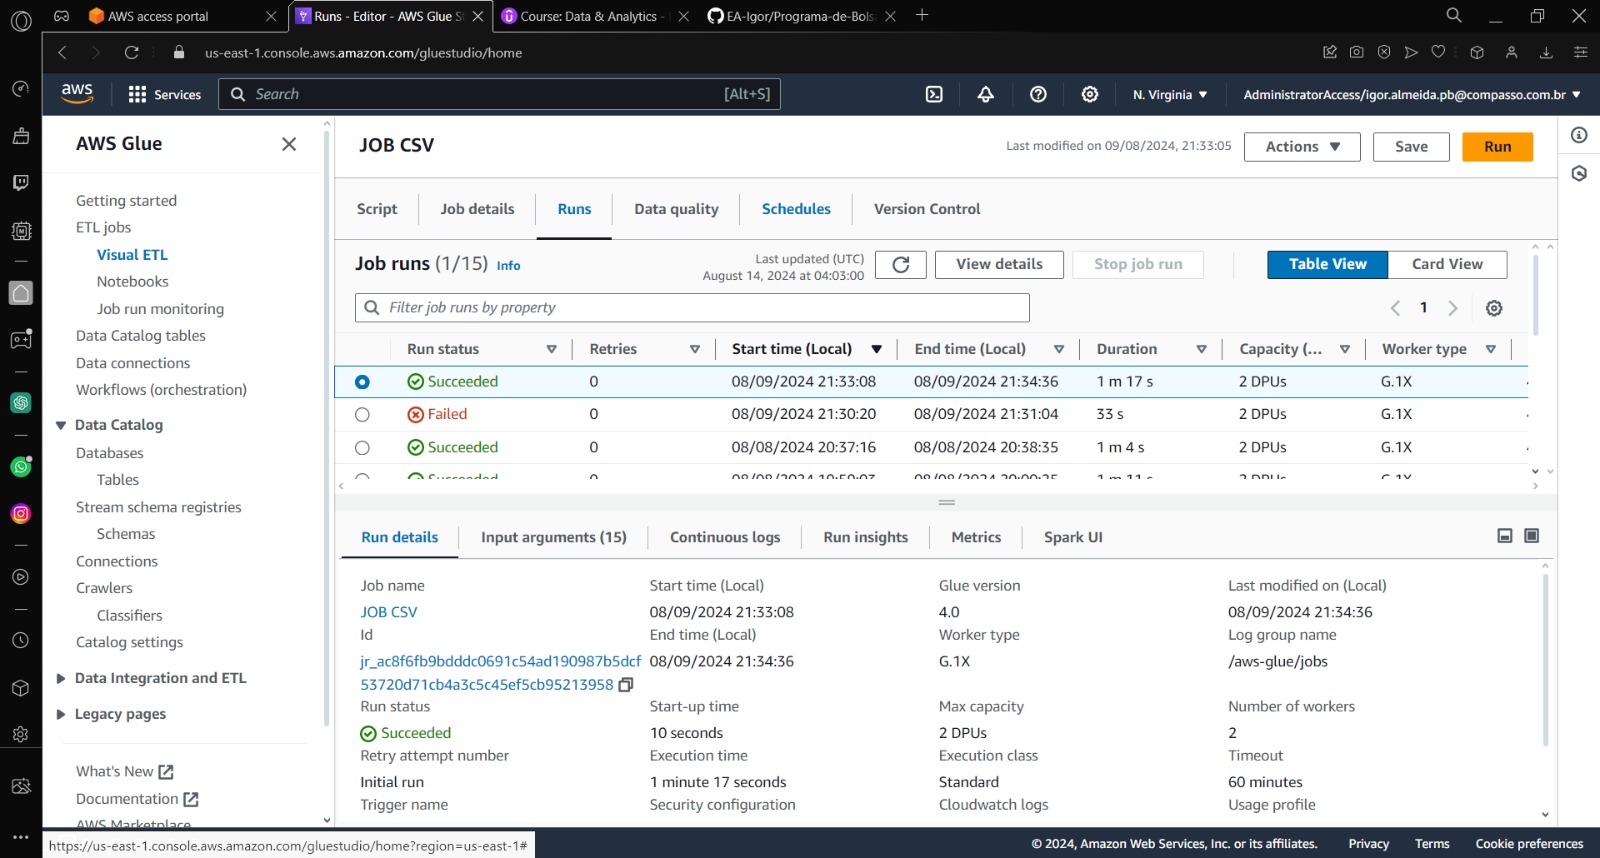 AWS access portal
Runs - Editor - AWS Glue S
Course: Data & Analytics -
EA-Igor/Programa-de-Bols
us-east-1.console.aws.amazon.com/gluestudio/home
aws
Services
Search
[Alt+S]
N. Virginia
AdministratorAccess/igor.almeida.pb@compasso.com.br
AWS Glue
Getting started
ETL jobs
Visual ETL
Notebooks
Job run monitoring
Data Catalog tables
Data connections
Workflows (orchestration)
Data Catalog
Databases
Tables
Stream schema registries
Schemas
Connections
Crawlers
Classifiers
Catalog settings
Data Integration and ETL
Legacy pages
What's New
Documentation
AWS Marketplace
https://us-east-1.console.aws.amazon.com/gluestudio/home?region=us-east-1#
JOB CSV
Last modified on 09/08/2024, 21:33:05
Actions
Save
Run
Script
Job details
Runs
Data quality
Schedules
Version Control
Job runs (1/15) Info
Last updated (UTC)
August 14, 2024 at 04:03:00
View details
Stop job run
Table View
Card View
Filter job runs by property
1
Run status Retries Start time (Local) End time (Local) Duration Capacity (... Worker type
Succeeded 0 08/09/2024 21:33:08 08/09/2024 21:34:36 1 m 17 s 2 DPUs G.1X
Failed 0 08/09/2024 21:30:20 08/09/2024 21:31:04 33 s 2 DPUs G.1X
Succeeded 0 08/08/2024 20:37:16 08/08/2024 20:38:35 1 m 4 s 2 DPUs G.1X
Succeeded 0 08/08/2024 1 m 11 s 2 DPUs G.1X
Run details
Input arguments (15)
Continuous logs
Run insights
Metrics
Spark UI
Job name
JOB CSV
Id
jr_ac8f6fb9bdddc0691c54ad190987b5dcf
53720d71cb4a3c5c45ef5cb95213958
Run status
Succeeded
Retry attempt number
Initial run
Trigger name
Start time (Local)
08/09/2024 21:33:08
End time (Local)
08/09/2024 21:34:36
Start-up time
10 seconds
Execution time
1 minute 17 seconds
Security configuration
Glue version
4.0
Worker type
G.1X
Max capacity
2 DPUs
Execution class
Standard
Cloudwatch logs
Last modified on (Local)
08/09/2024 21:34:36
Log group name
/aws-glue/jobs
Number of workers
2
Timeout
60 minutes
Usage profile
© 2024, Amazon Web Services, Inc. or its affiliates.
Privacy
Terms
Cookie preferences